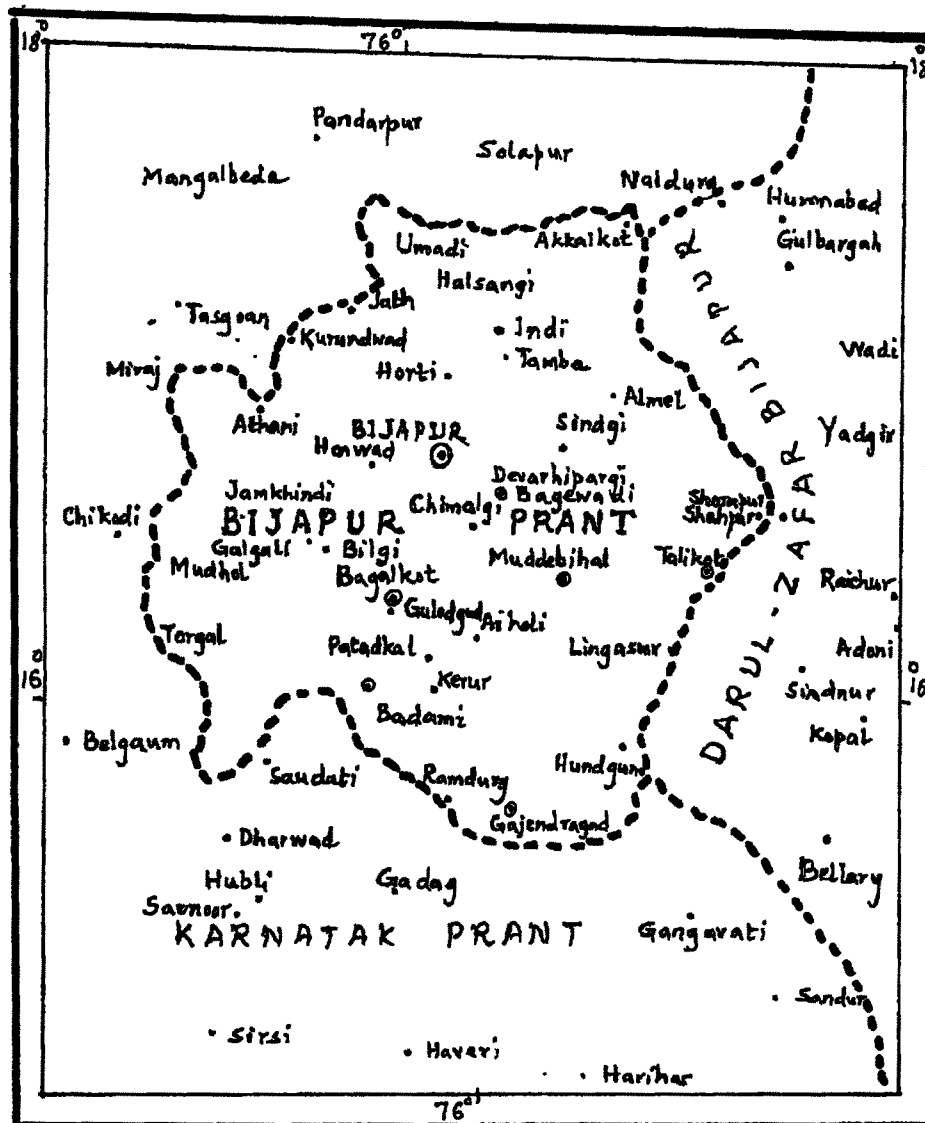 18° 76° 18
Pandarpur
Solapur
Mangalbeda
Naldurg
Humnabad
Umadi
Akkalkot
Gulbargah
Halsangi
Jath
Tasgoan
Indi
Kurundwad
Wadi
Tamba
Miraj
Horti
Almel
Athani
BIJAPUR
Sindgi
Yadgir
Honwad
Devarhipargi
Jamkhindi
Chimalgi
Bagewadi
Shahpur
Chikodi
BIJAPUR PRANT
Galgali
Bilgi
Muddebihal
Talikot
Mudhol
Bagalkot
Raichur
Guledgud
Aiholi
Torgal
Patadkal
Lingasur
Adoni
16° 16
Kerur
Sindnur
Badami
Kopal
Belgaum
Saudati
Ramdurg
Hundgund
DARUL-ZAFAR BIJAPUR
Gajendragad
Dharwad
Bellary
Hubli
Gadag
Savnoor
KARNATAK PRANT
Gangavati
Sandur
Sirsi
Haveri
Harihar
76°